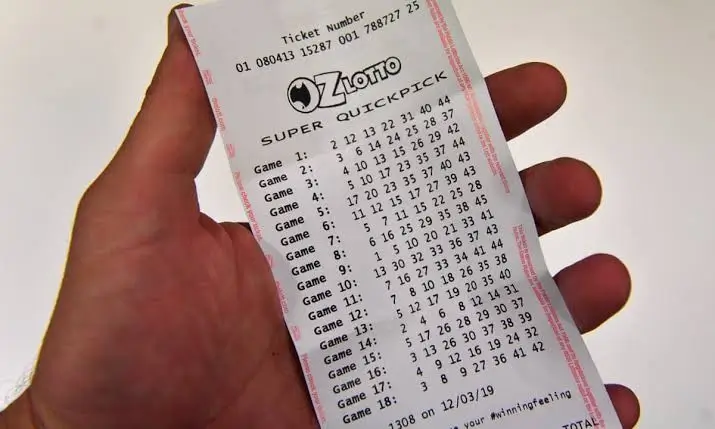 Ticket Number
01 080413 15287 001 788727 25
OZ LOTTO
SUPER QUICKPICK
Game 1: 2 12 13 22 31 40 44
Game 2: 3 6 14 24 25 28 37
Game 3: 4 10 13 15 26 29 42
Game 4: 5 10 17 23 35 37 44
Game 5: 17 20 23 35 37 40 43
Game 6: 11 12 15 17 27 39 43
Game 7: 5 7 11 15 22 25 28
Game 8: 6 16 25 29 35 38 45
Game 9: 1 5 10 20 21 33 41
Game 10: 13 30 32 33 36 37 43
Game 11: 7 16 27 33 34 41 44
Game 12: 7 8 10 18 26 35 38
Game 13: 5 12 17 19 20 35 40
Game 14: 2 4 6 8 12 14 31
Game 15: 5 17 26 28 29 30 37
Game 16: 3 13 26 30 37 38 39
Game 17: 4 9 12 16 19 24 32
Game 18: 3 8 9 27 36 41 42
1308 on 12/03/19
your #winningfeeling
TOTAL
Please check your ticket.